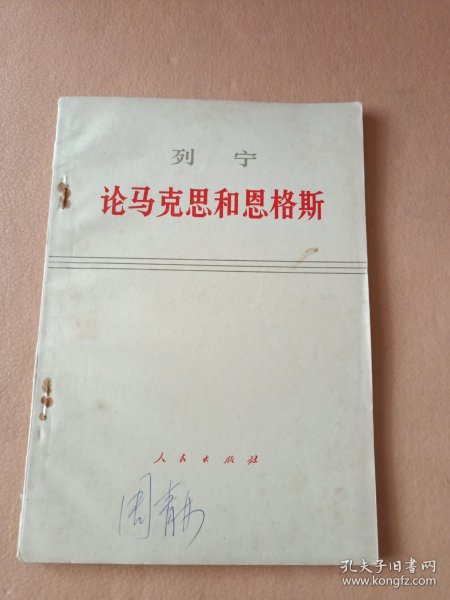 列 宁
论马克思和恩格斯
人民出版社
孔夫子旧书网
www.kongfz.com